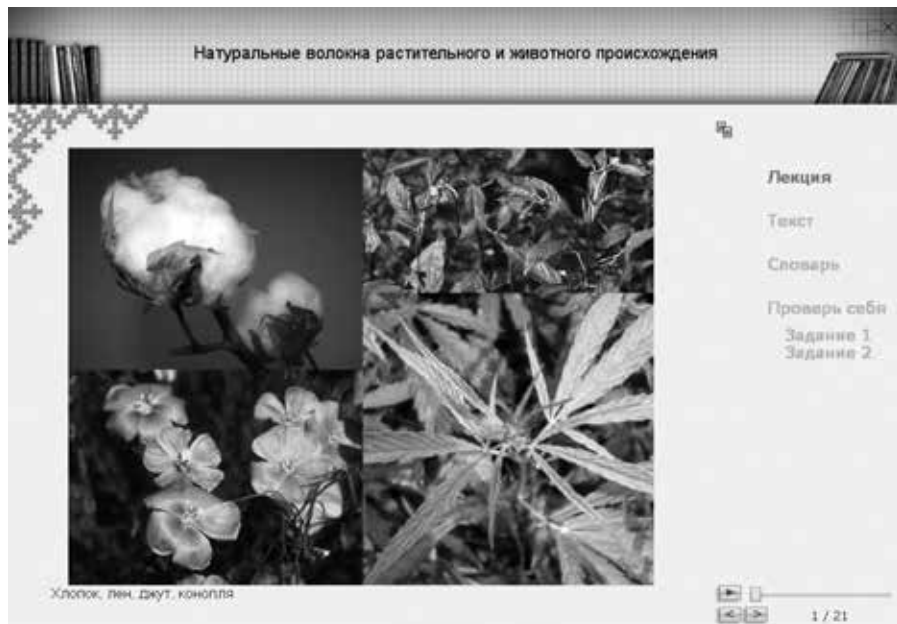 Натуральные волокна растительного и животного происхождения
Лекция
Текст
Словарь
Проверь себя
Задание 1
Задание 2
Хлопок, лен, джут, конопля
1 / 21